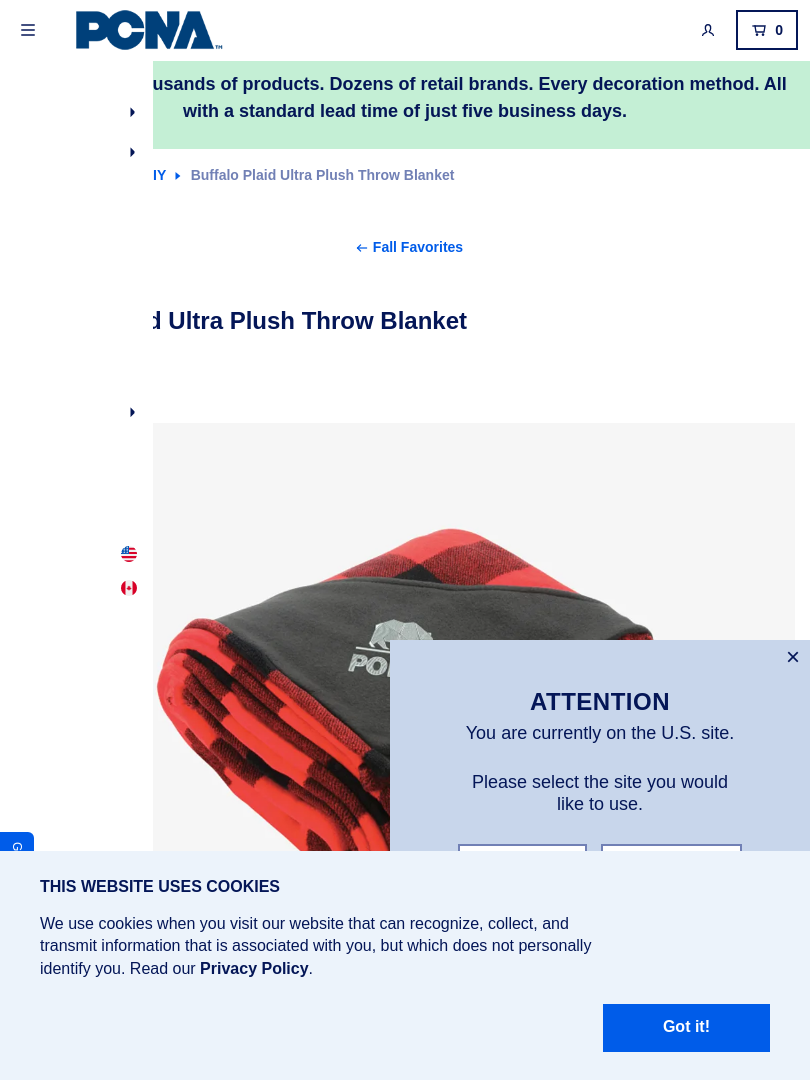 PCNA
TM
0
usands of products. Dozens of retail brands. Every decoration method. All
with a standard lead time of just five business days.
IY
Buffalo Plaid Ultra Plush Throw Blanket
Fall Favorites
d Ultra Plush Throw Blanket
ATTENTION
You are currently on the U.S. site.
Please select the site you would
like to use.
G
THIS WEBSITE USES COOKIES
We use cookies when you visit our website that can recognize, collect, and
transmit information that is associated with you, but which does not personally
identify you. Read our Privacy Policy.
Got it!